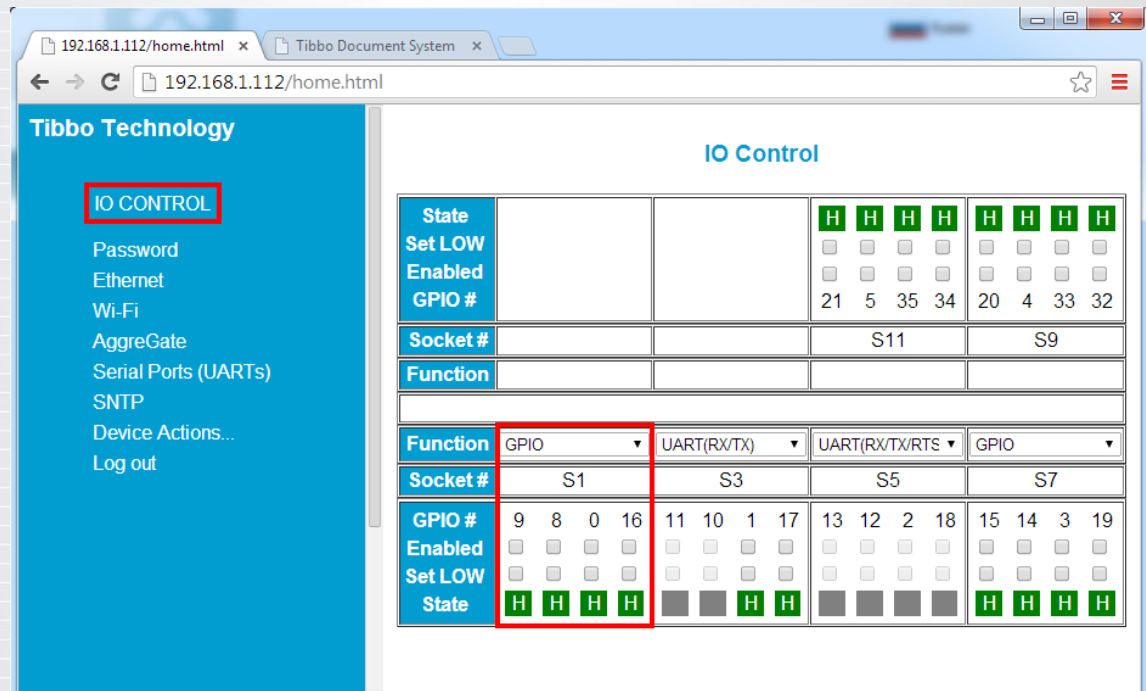 192.168.1.112/home.html
Tibbo Document System
192.168.1.112/home.html
Tibbo Technology
IO CONTROL
Password
Ethernet
Wi-Fi
AggreGate
Serial Ports (UARTs)
SNTP
Device Actions...
Log out
IO Control
State H H H H H H H H
Set LOW
Enabled
GPIO # 21 5 35 34 20 4 33 32
Socket # S11 S9
Function
Function GPIO UART(RX/TX) UART(RX/TX/RTS GPIO
Socket # S1 S3 S5 S7
GPIO # 9 8 0 16 11 10 1 17 13 12 2 18 15 14 3 19
Enabled
Set LOW
State H H H H H H H H H H